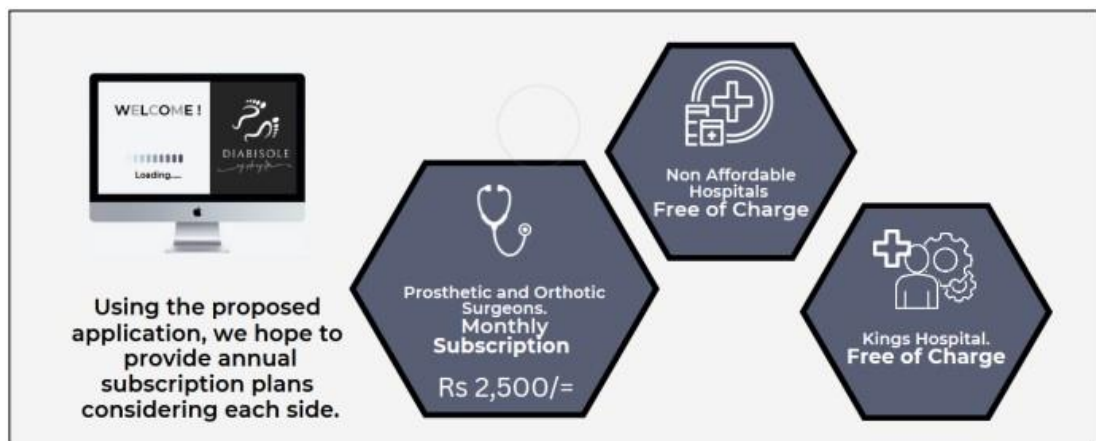 WELCOME !
Loading.....
DIABISOLE
Using the proposed
application, we hope to
provide annual
subscription plans
considering each side.
Prosthetic and Orthotic
Surgeons.
Monthly
Subscription
Rs 2,500/=
Non Affordable
Hospitals
Free of Charge
Kings Hospital.
Free of Charge